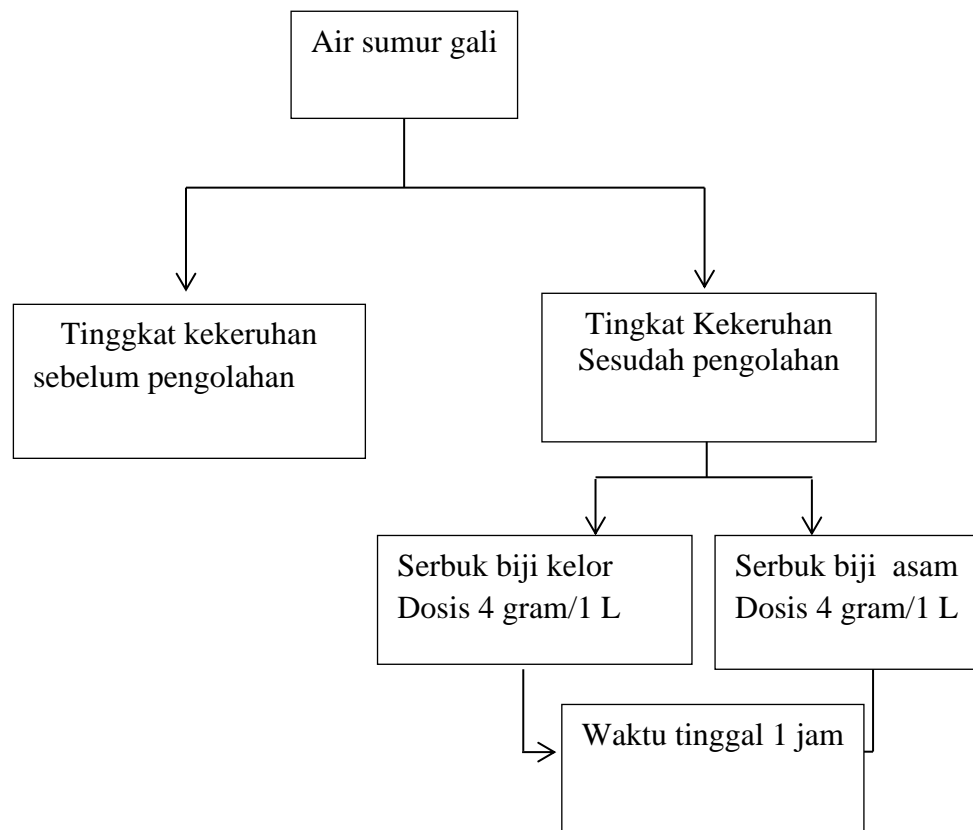 Air sumur gali
Tinggkat kekeruhan
sebelum pengolahan
Tingkat Kekeruhan
Sesudah pengolahan
Serbuk biji kelor
Dosis 4 gram/1 L
Serbuk biji  asam
Dosis 4 gram/1 L
Waktu tinggal 1 jam